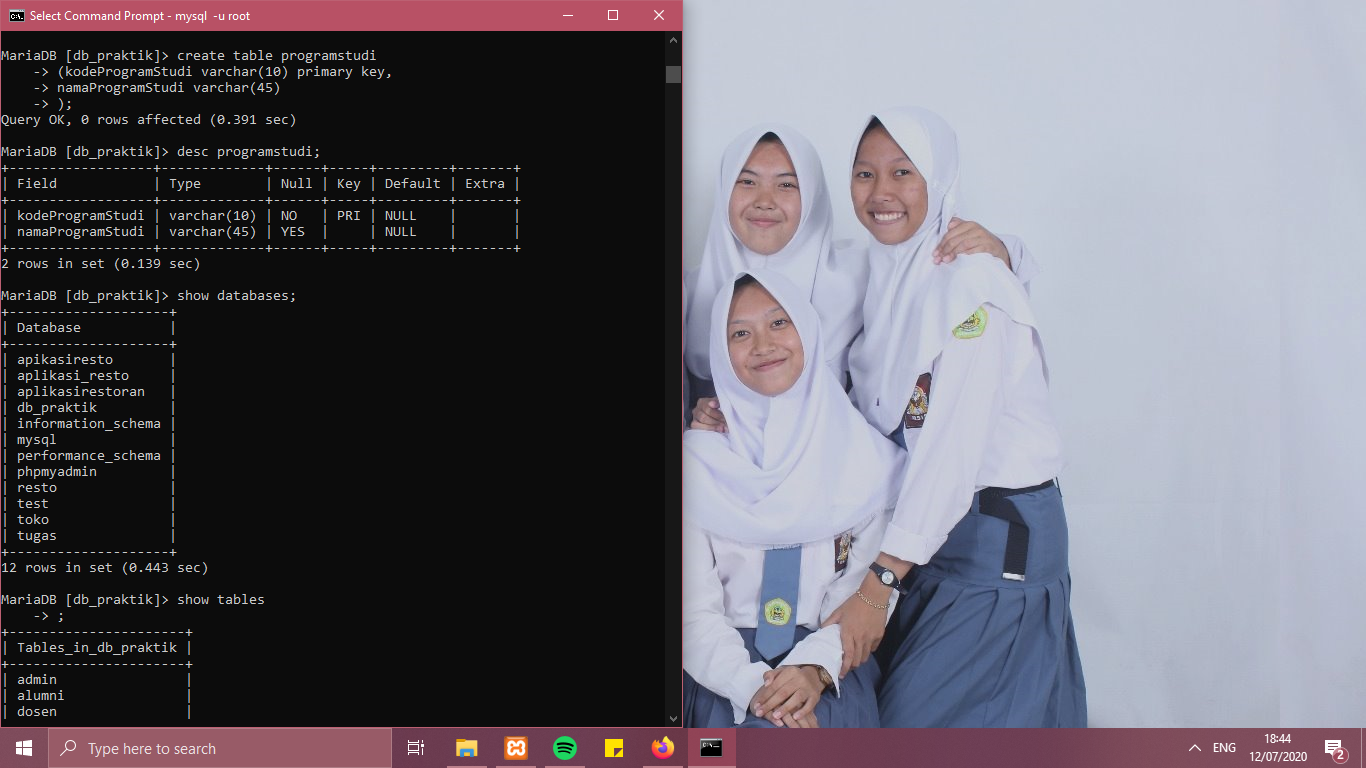 Select Command Prompt - mysql  -u root
MariaDB [db_praktik]> create table programstudi
    -> (kodeProgramStudi varchar(10) primary key,
    -> namaProgramStudi varchar(45)
    -> );
Query OK, 0 rows affected (0.391 sec)
MariaDB [db_praktik]> desc programstudi;
+------------------+-------------+------+-----+---------+-------+
| Field            | Type        | Null | Key | Default | Extra |
+------------------+-------------+------+-----+---------+-------+
| kodeProgramStudi | varchar(10) | NO   | PRI | NULL    |       |
| namaProgramStudi | varchar(45) | YES  |     | NULL    |       |
+------------------+-------------+------+-----+---------+-------+
2 rows in set (0.139 sec)
MariaDB [db_praktik]> show databases;
+--------------------+
| Database           |
+--------------------+
| apikasiresto       |
| aplikasi_resto     |
| aplikasirestoran   |
| db_praktik         |
| information_schema |
| mysql              |
| performance_schema |
| phpmyadmin         |
| resto              |
| test               |
| toko               |
| tugas              |
+--------------------+
12 rows in set (0.443 sec)
MariaDB [db_praktik]> show tables
    -> ;
+----------------------+
| Tables_in_db_praktik |
+----------------------+
| admin                |
| alumni               |
| dosen                |
Type here to search
ENG
18:44
12/07/2020
2